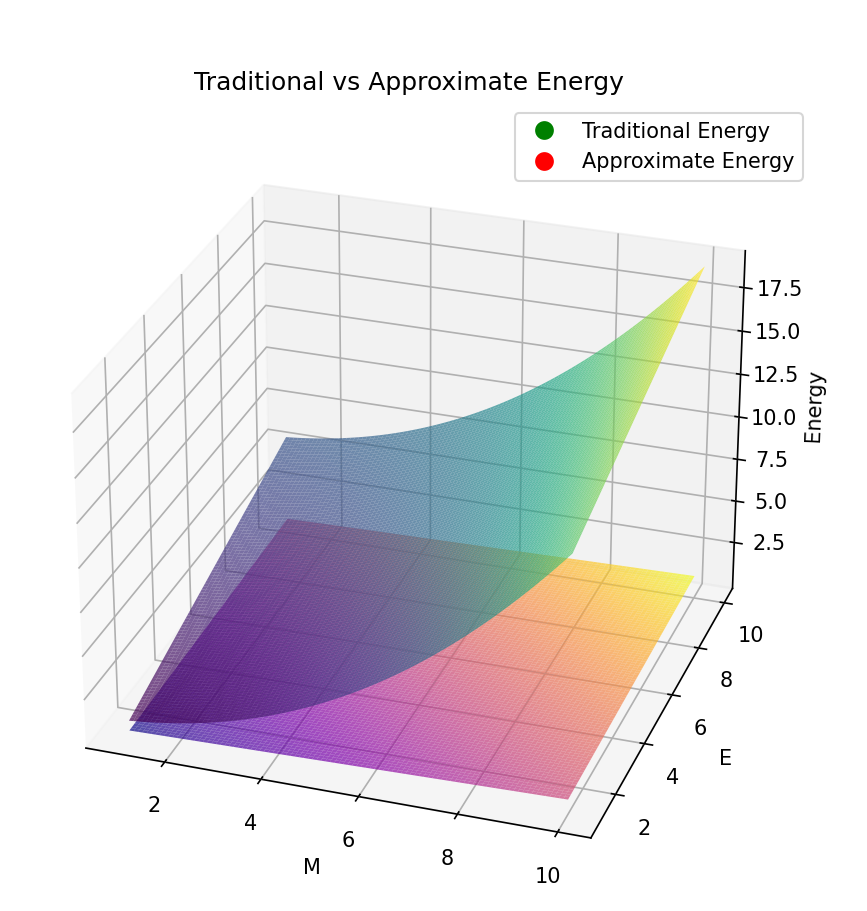 Traditional vs Approximate Energy
Traditional Energy
Approximate Energy
17.5
15.0
12.5
10.0
7.5
5.0
2.5
Energy
10
8
6
4
2
E
2
4
6
8
10
M